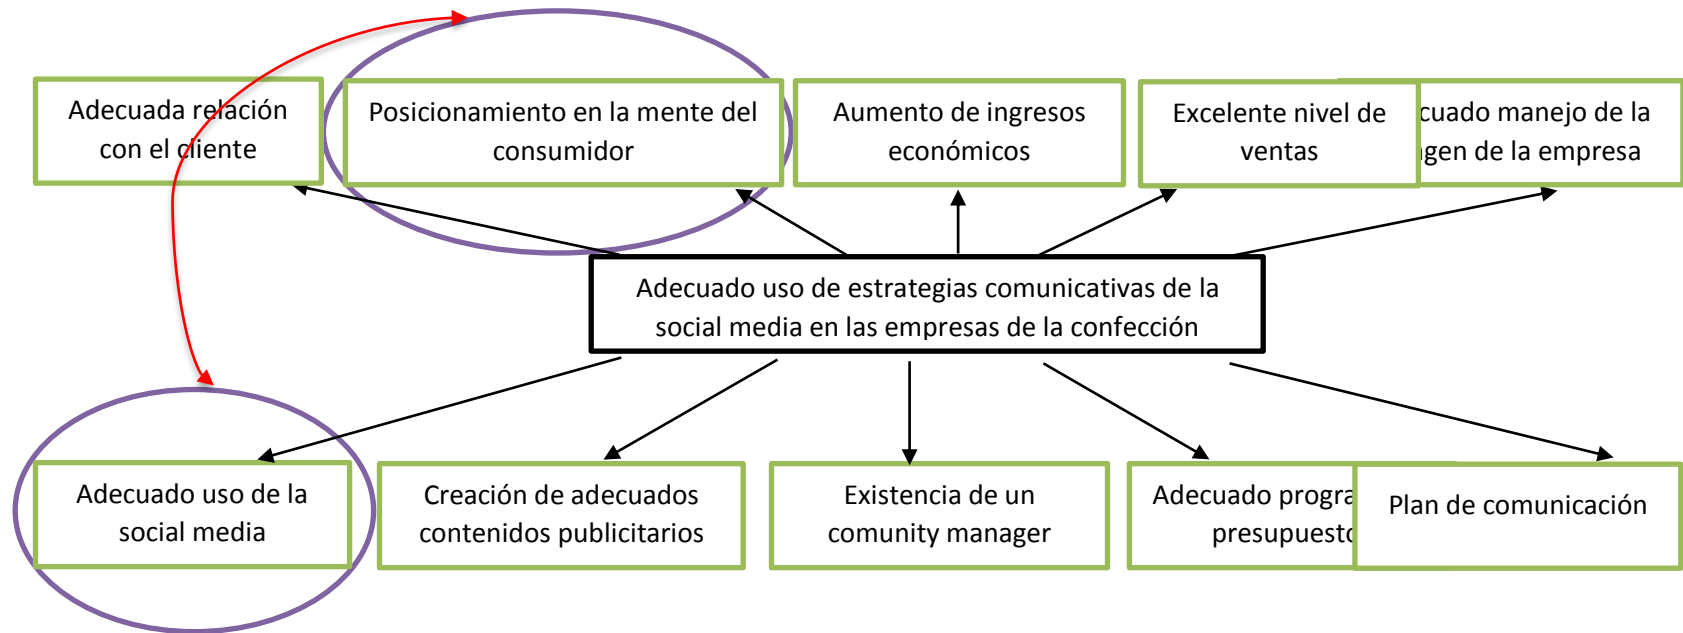 Adecuada relación
con el cliente
Posicionamiento en la mente del
consumidor
Aumento de ingresos
económicos
Excelente nivel de
ventas
cuado manejo de la
gen de la empresa
Adecuado uso de estrategias comunicativas de la
social media en las empresas de la confección
Adecuado uso de la
social media
Creación de adecuados
contenidos publicitarios
Existencia de un
comunity manager
Adecuado progra
presupuesto
Plan de comunicación